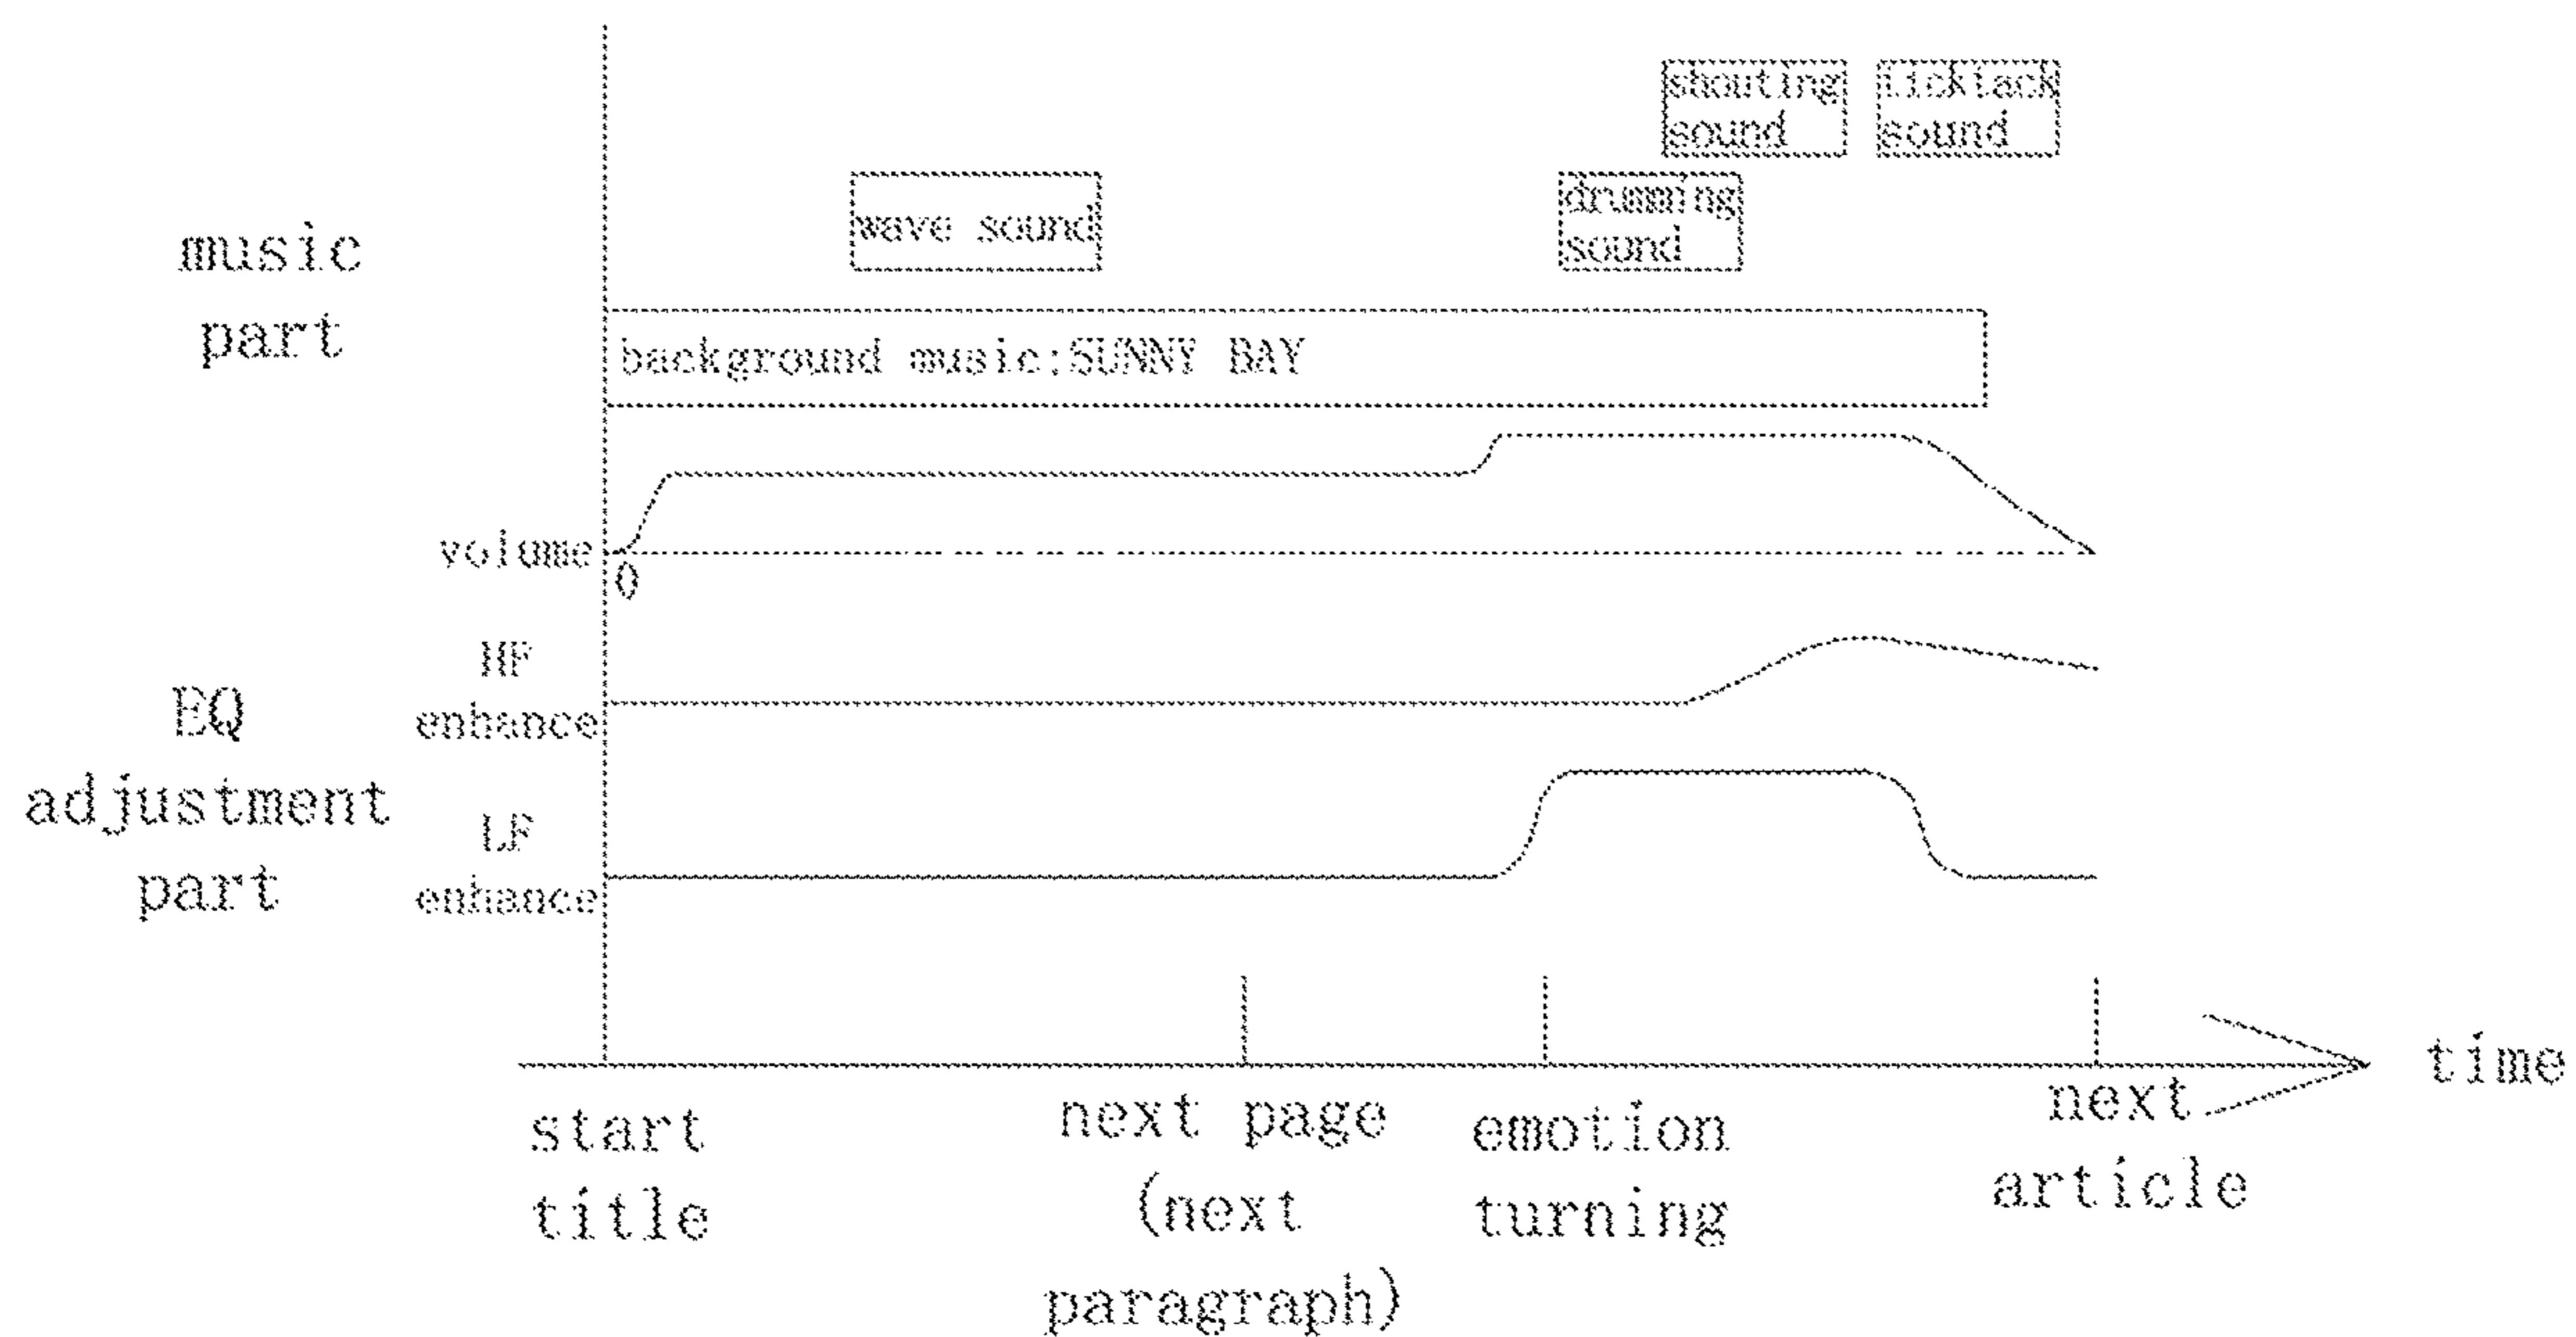 shouting
sound
ticktack
sound
wave sound
drumming
sound
music
part
background music:SUNNY BAY
volume
0
HF
enhance
EQ
adjustment
part
LF
enhance
time
start
title
next page
(next
paragraph)
emotion
turning
next
article